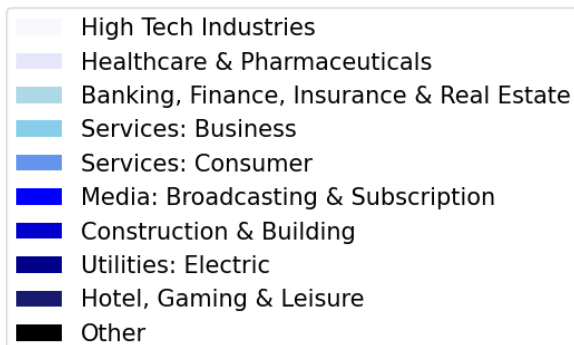 High Tech Industries
Healthcare & Pharmaceuticals
Banking, Finance, Insurance & Real Estate
Services: Business
Services: Consumer
Media: Broadcasting & Subscription
Construction & Building
Utilities: Electric
Hotel, Gaming & Leisure
Other